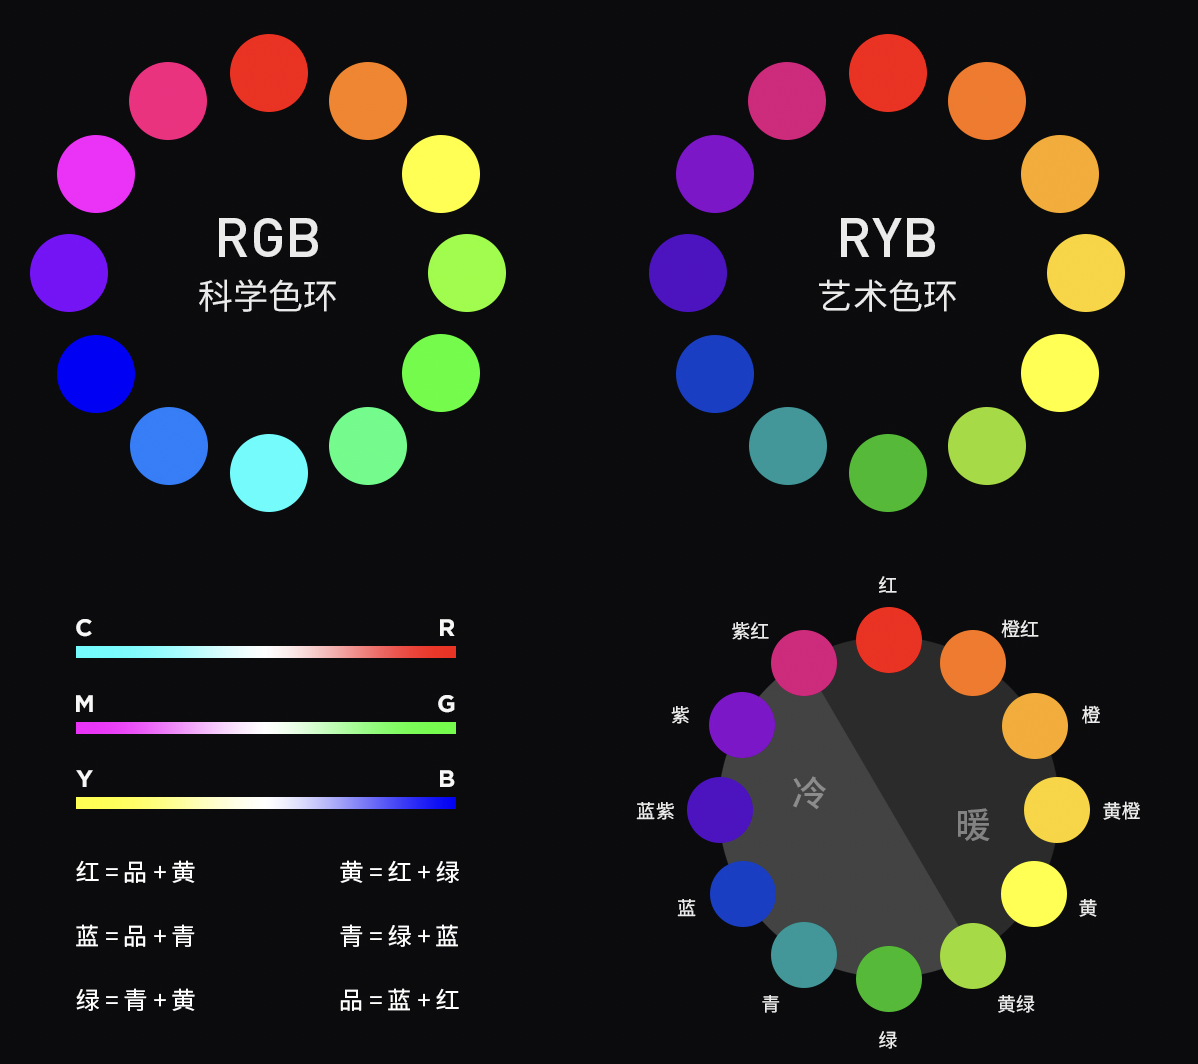 RGB
科学色环
RYB
艺术色环
C R
M G
Y B
红=品+黄 黄=红+绿
蓝=品+青 青=绿+蓝
绿=青+黄 品=蓝+红
红
紫红
橙红
紫
橙
冷
暖
蓝紫
黄橙
蓝
黄
青
黄绿
绿